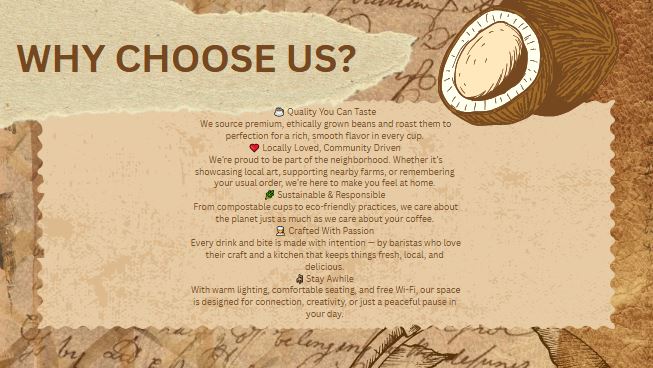 WHY CHOOSE US?
☕ Quality You Can Taste
We source premium, ethically grown beans and roast them to
perfection for a rich, smooth flavor in every cup.
❤️ Locally Loved, Community Driven
We're proud to be part of the neighborhood. Whether it's
showcasing local art, supporting nearby farms, or remembering
your usual order, we're here to make you feel at home.
🌿 Sustainable & Responsible
From compostable cups to eco-friendly practices, we care about
the planet just as much as we care about your coffee.
Crafted With Passion
Every drink and bite is made with intention — by baristas who love
their craft and a kitchen that keeps things fresh, local, and
delicious.
Stay Awhile
With warm lighting, comfortable seating, and free Wi-Fi, our space
is designed for connection, creativity, or just a peaceful pause in
your day.